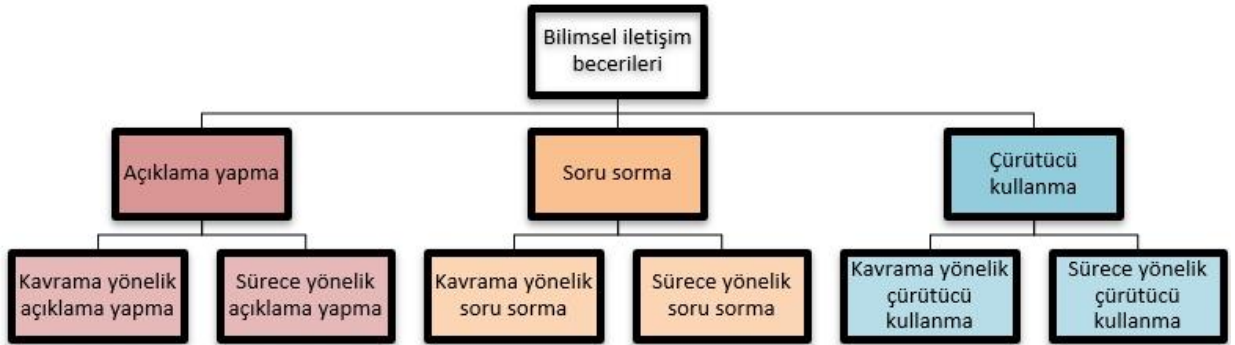 Bilimsel iletişim
becerileri
Açıklama yapma
Soru sorma
Çürütücü
kullanma
Kavrama yönelik
açıklama yapma
Sürece yönelik
açıklama yapma
Kavrama yönelik
soru sorma
Sürece yönelik
soru sorma
Kavrama yönelik
çürütücü
kullanma
Sürece yönelik
çürütücü
kullanma